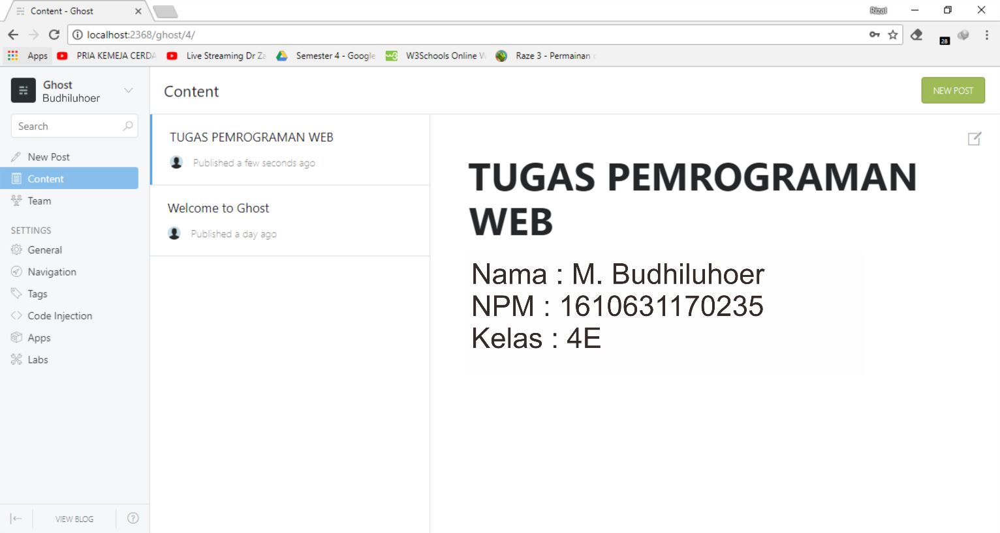 Content - Ghost
Rizal
localhost:2368/ghost/4/
28
Apps
PRIA KEMEJA CERDA
Live Streaming Dr Za
Semester 4 - Google
W3Schools Online W
Raze 3 - Permainan
Ghost
Budhiluhoer
Search
New Post
Content
Team
SETTINGS
General
Navigation
Tags
Code Injection
Apps
Labs
VIEW BLOG
?
Content
NEW POST
TUGAS PEMROGRAMAN WEB
Published a few seconds ago
Welcome to Ghost
Published a day ago
TUGAS PEMROGRAMAN
WEB
Nama : M. Budhiluhoer
NPM : 1610631170235
Kelas : 4E